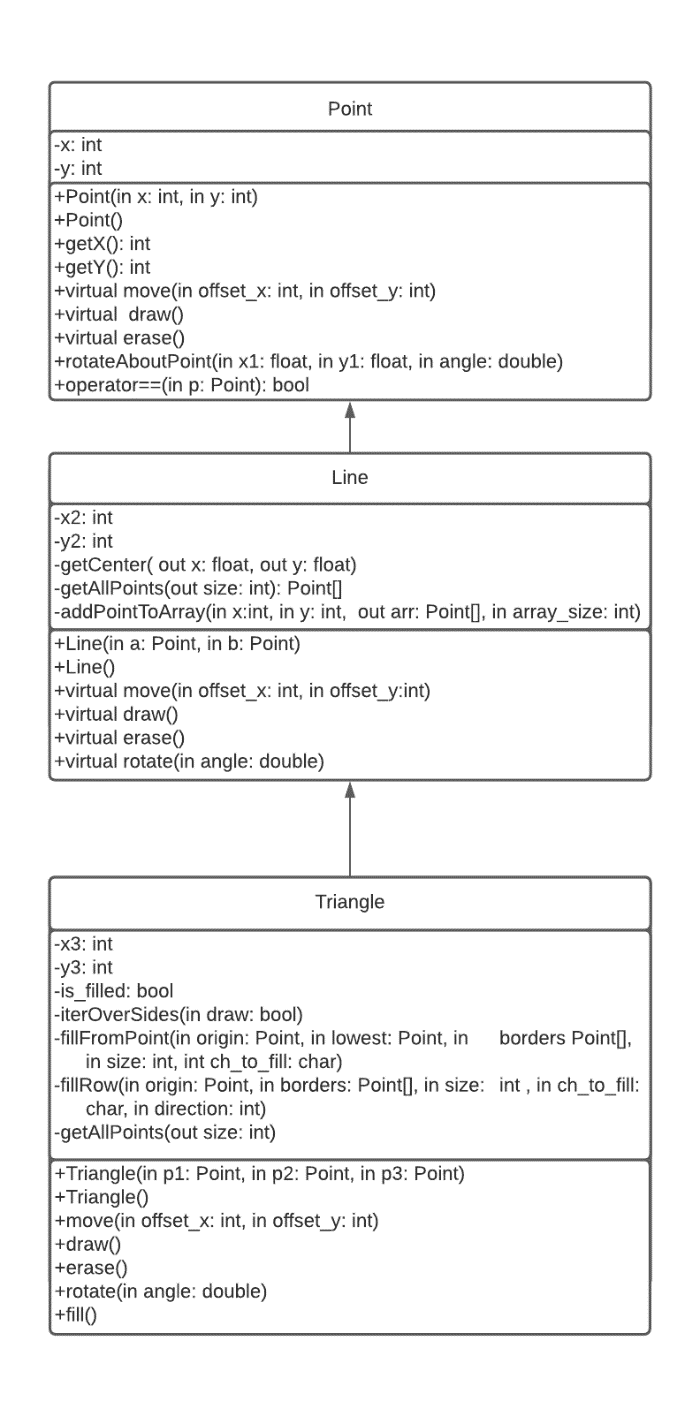 Point
-x: int
-y: int
+Point(in x: int, in y: int)
+Point()
+getX(): int
+getY(): int
+virtual move(in offset_x: int, in offset_y: int)
+virtual  draw()
+virtual erase()
+rotateAboutPoint(in x1: float, in y1: float, in angle: double)
+operator==(in p: Point): bool
Line
-x2: int
-y2: int
-getCenter( out x: float, out y: float)
-getAllPoints(out size: int): Point[]
-addPointToArray(in x:int, in y: int,  out arr: Point[], in array_size: int)
+Line(in a: Point, in b: Point)
+Line()
+virtual move(in offset_x: int, in offset_y:int)
+virtual draw()
+virtual erase()
+virtual rotate(in angle: double)
Triangle
-x3: int
-y3: int
-is_filled: bool
-iterOverSides(in draw: bool)
-fillFromPoint(in origin: Point, in lowest: Point, in borders Point[],
in size: int, int ch_to_fill: char)
-fillRow(in origin: Point, in borders: Point[], in size: int , in ch_to_fill:
char, in direction: int)
-getAllPoints(out size: int)
+Triangle(in p1: Point, in p2: Point, in p3: Point)
+Triangle()
+move(in offset_x: int, in offset_y: int)
+draw()
+erase()
+rotate(in angle: double)
+fill()